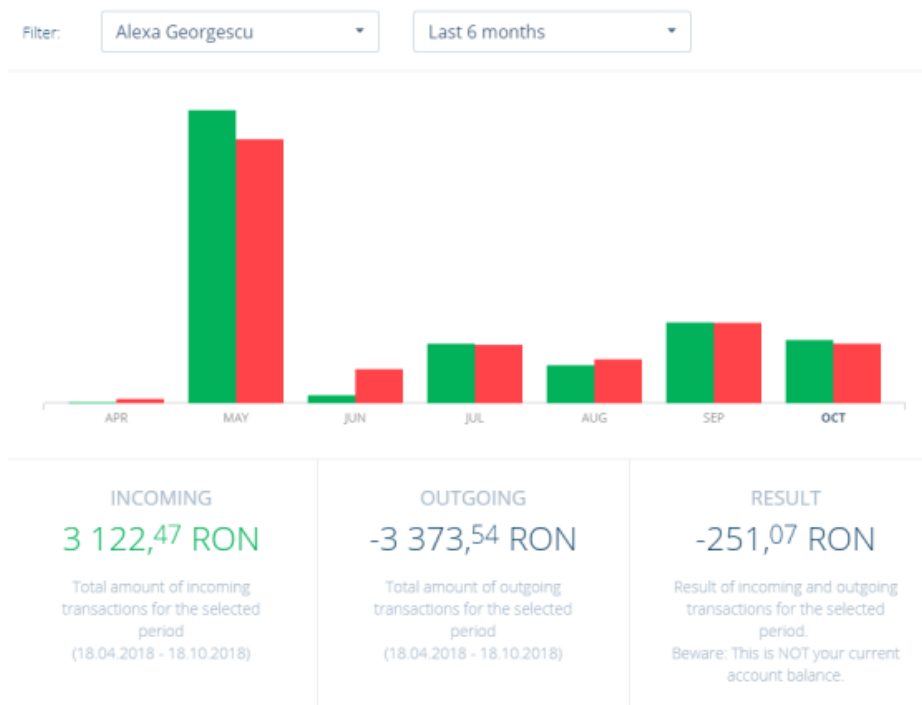 Filter: Alexa Georgescu Last 6 months
APR MAY JUN JUL AUG SEP OCT
INCOMING
3 122,47 RON
Total amount of incoming
transactions for the selected
period
(18.04.2018 - 18.10.2018)
OUTGOING
-3 373,54 RON
Total amount of outgoing
transactions for the selected
period
(18.04.2018 - 18.10.2018)
RESULT
-251,07 RON
Result of incoming and outgoing
transactions for the selected
period.
Beware: This is NOT your current
account balance.